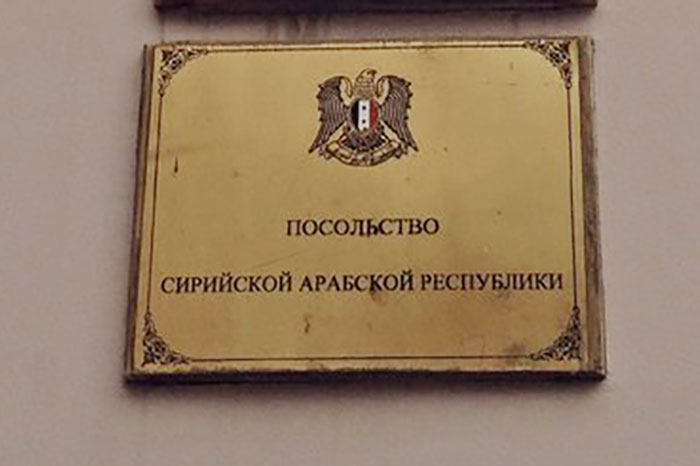 ПОСОЛЬСТВО
СИРИЙСКОЙ АРАБСКОЙ РЕСПУБЛИКИ